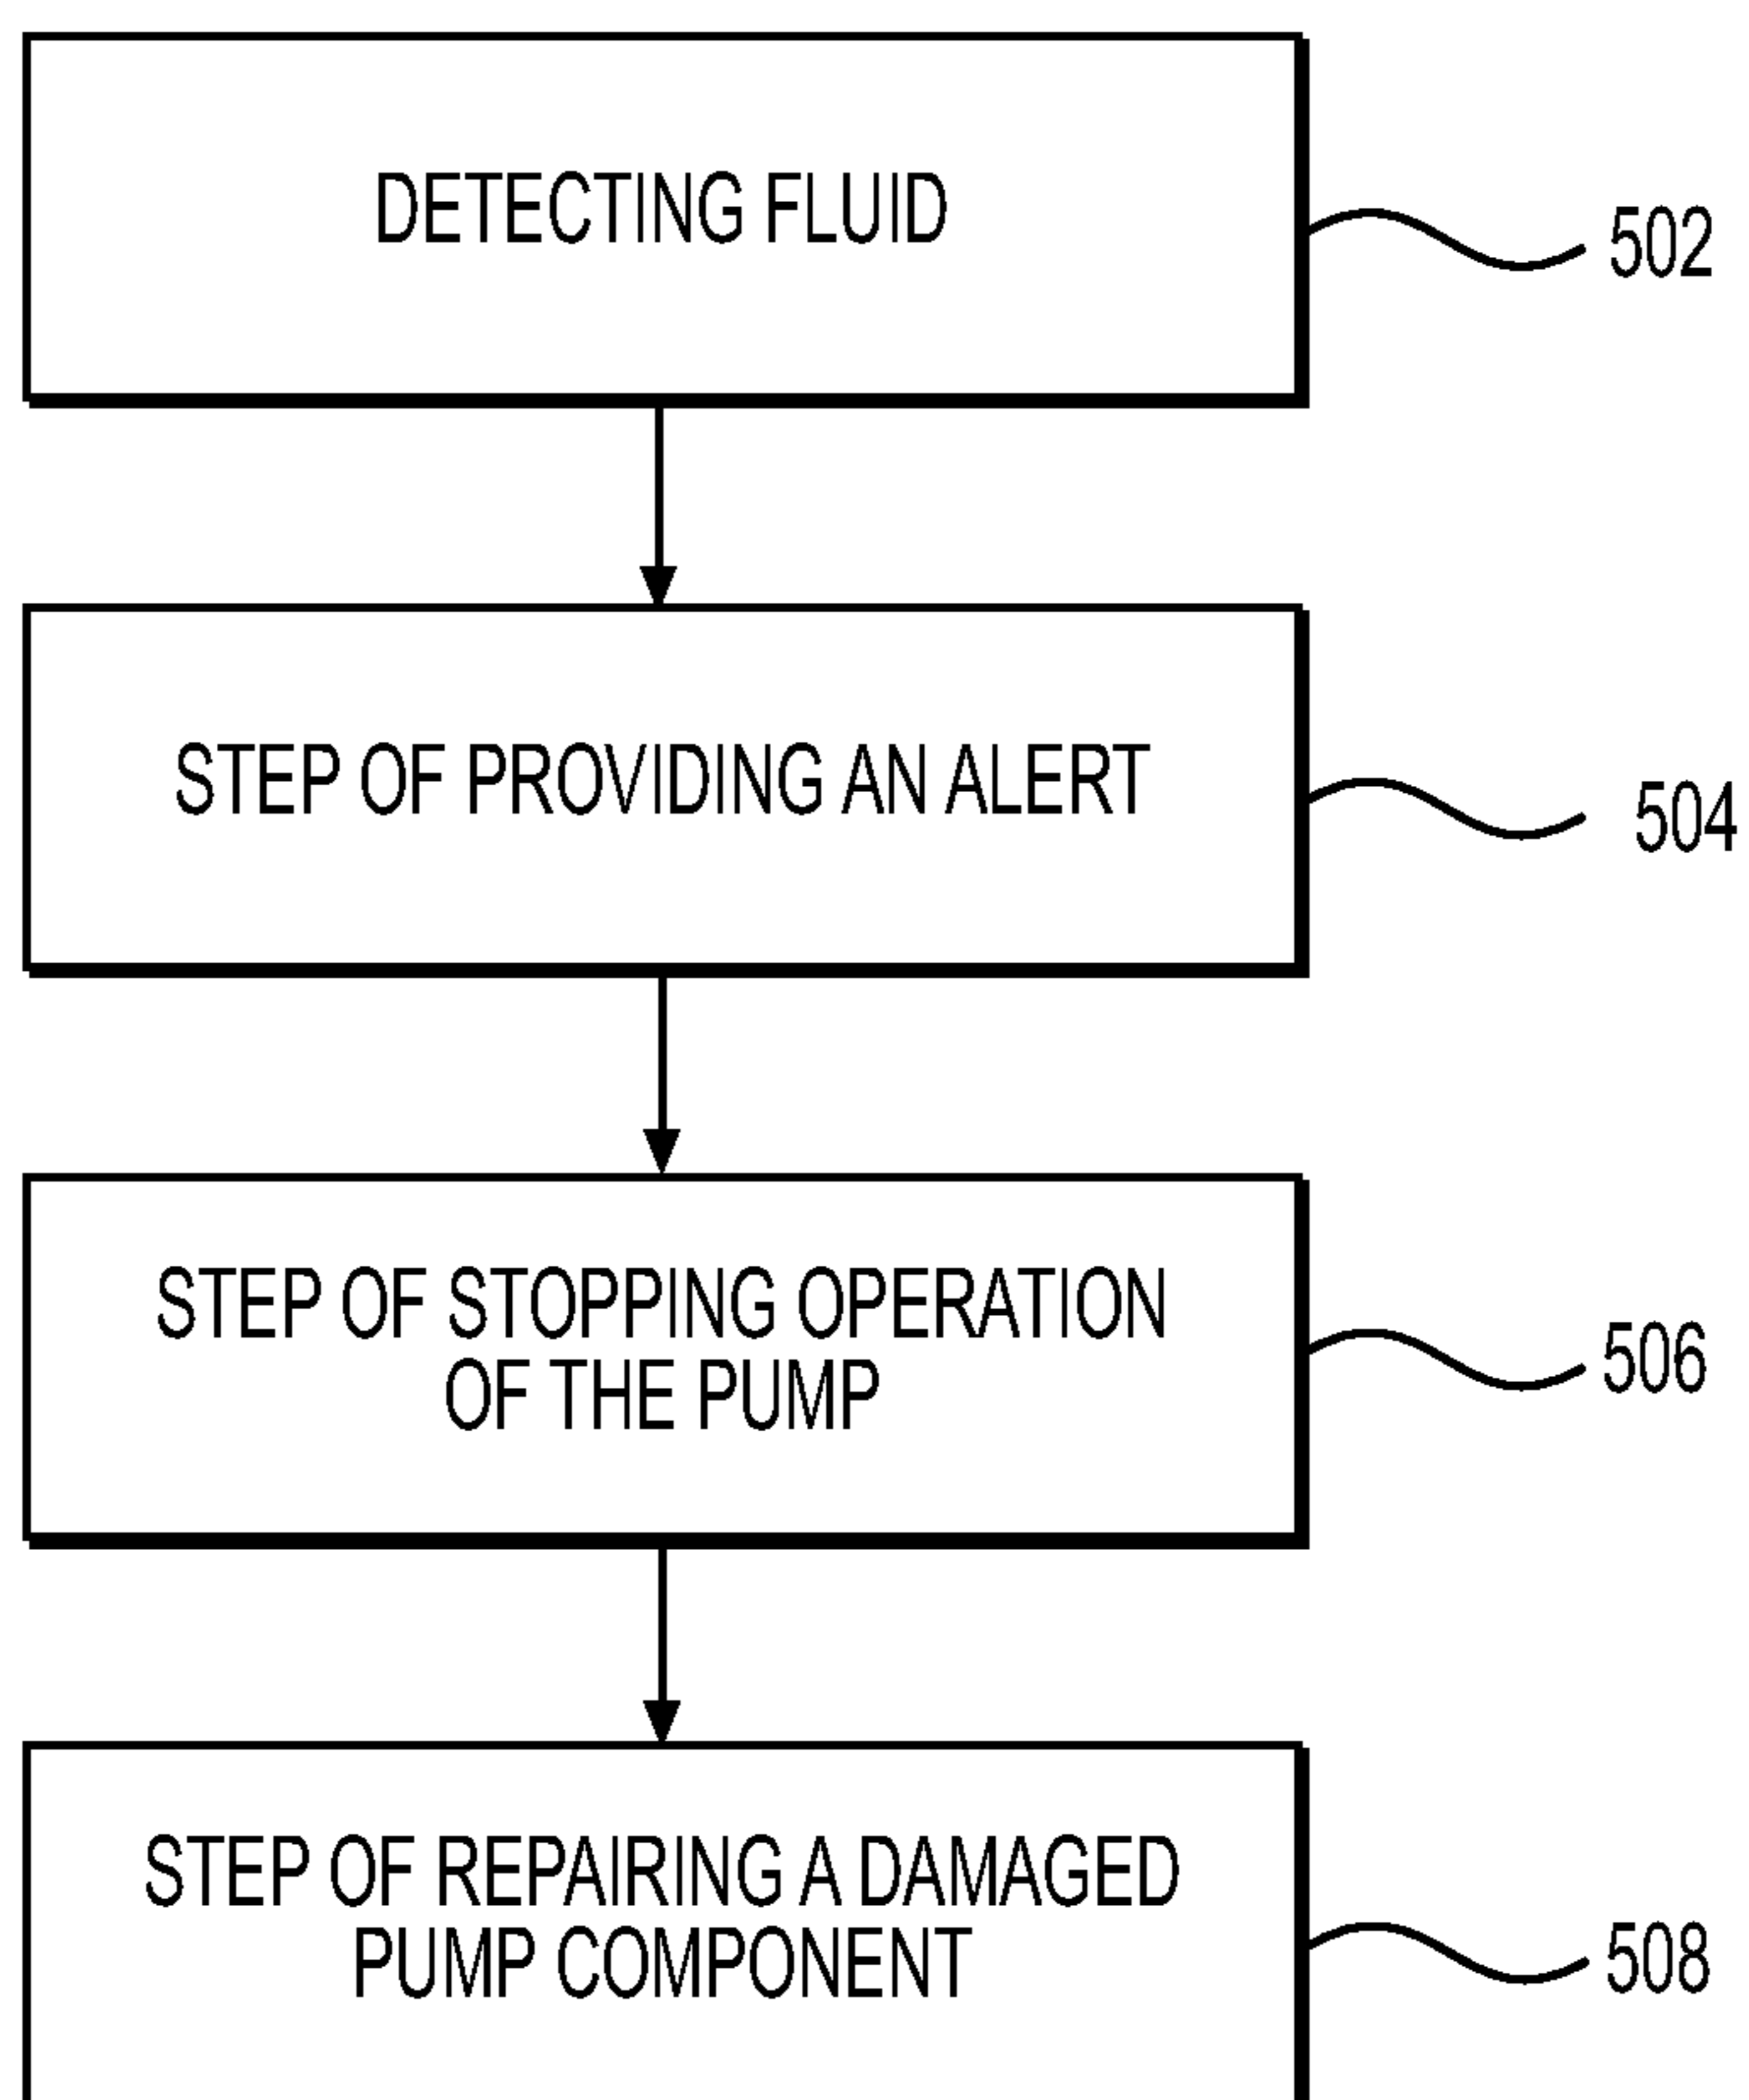 DETECTING FLUID
502
STEP OF PROVIDING AN ALERT
504
STEP OF STOPPING OPERATION
OF THE PUMP
506
STEP OF REPAIRING A DAMAGED
PUMP COMPONENT
508